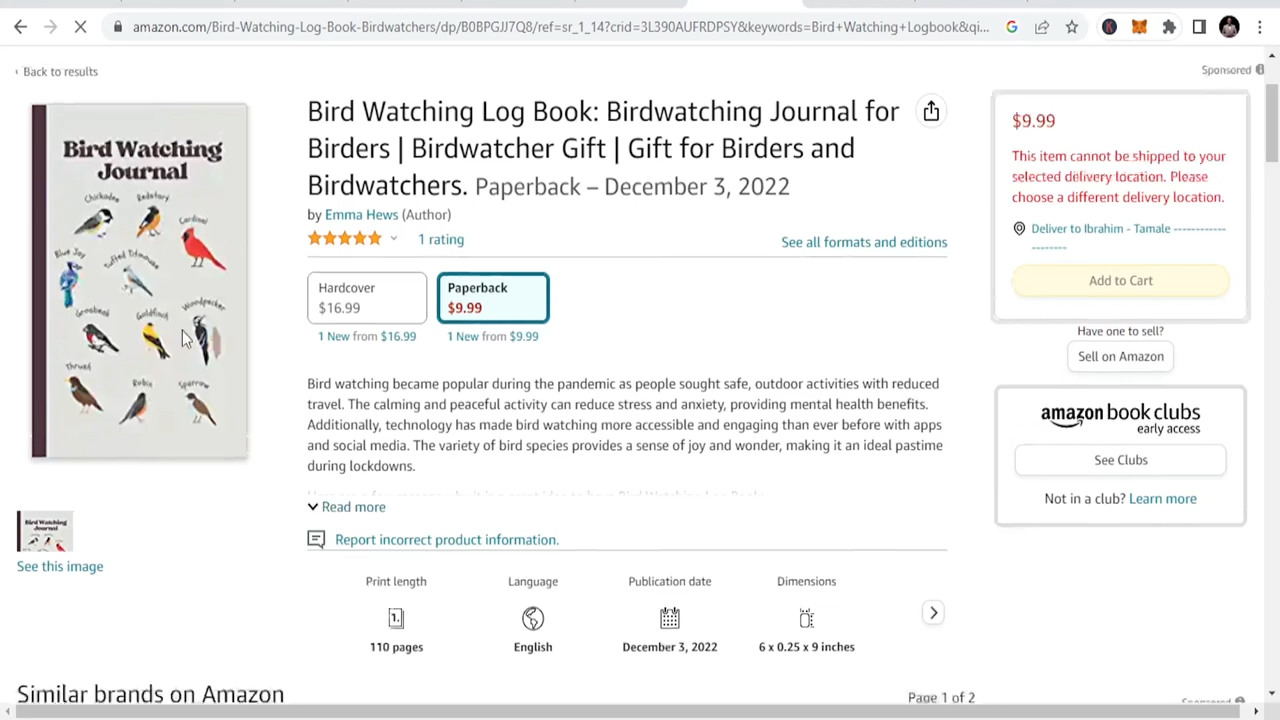 amazon.com/Bird-Watching-Log-Book-Birdwatchers/dp/B0BPGJJ7Q8/ref=sr_1_14?crid=3L390AUFRDPSY&keywords=Bird+Watching+Logbook&qi...
‹ Back to results
Sponsored
Bird Watching
Journal
Chickadee
Redstart
Cardinal
Blue Jay
Tufted Titmouse
Grosbeak
Goldfinch
Woodpecker
Thrush
Robin
Sparrow
Bird Watching
Journal
See this image
Bird Watching Log Book: Birdwatching Journal for
Birders | Birdwatcher Gift | Gift for Birders and
Birdwatchers. Paperback – December 3, 2022
by Emma Hews (Author)
1 rating
See all formats and editions
Hardcover
$16.99
Paperback
$9.99
1 New from $16.99
1 New from $9.99
Bird watching became popular during the pandemic as people sought safe, outdoor activities with reduced
travel. The calming and peaceful activity can reduce stress and anxiety, providing mental health benefits.
Additionally, technology has made bird watching more accessible and engaging than ever before with apps
and social media. The variety of bird species provides a sense of joy and wonder, making it an ideal pastime
during lockdowns.
Read more
Report incorrect product information.
Print length
110 pages
Language
English
Publication date
December 3, 2022
Dimensions
6 x 0.25 x 9 inches
$9.99
This item cannot be shipped to your
selected delivery location. Please
choose a different delivery location.
Deliver to Ibrahim - Tamale ------------
--------
Add to Cart
Have one to sell?
Sell on Amazon
amazon book clubs
early access
See Clubs
Not in a club? Learn more
Similar brands on Amazon
Page 1 of 2
Sponsored